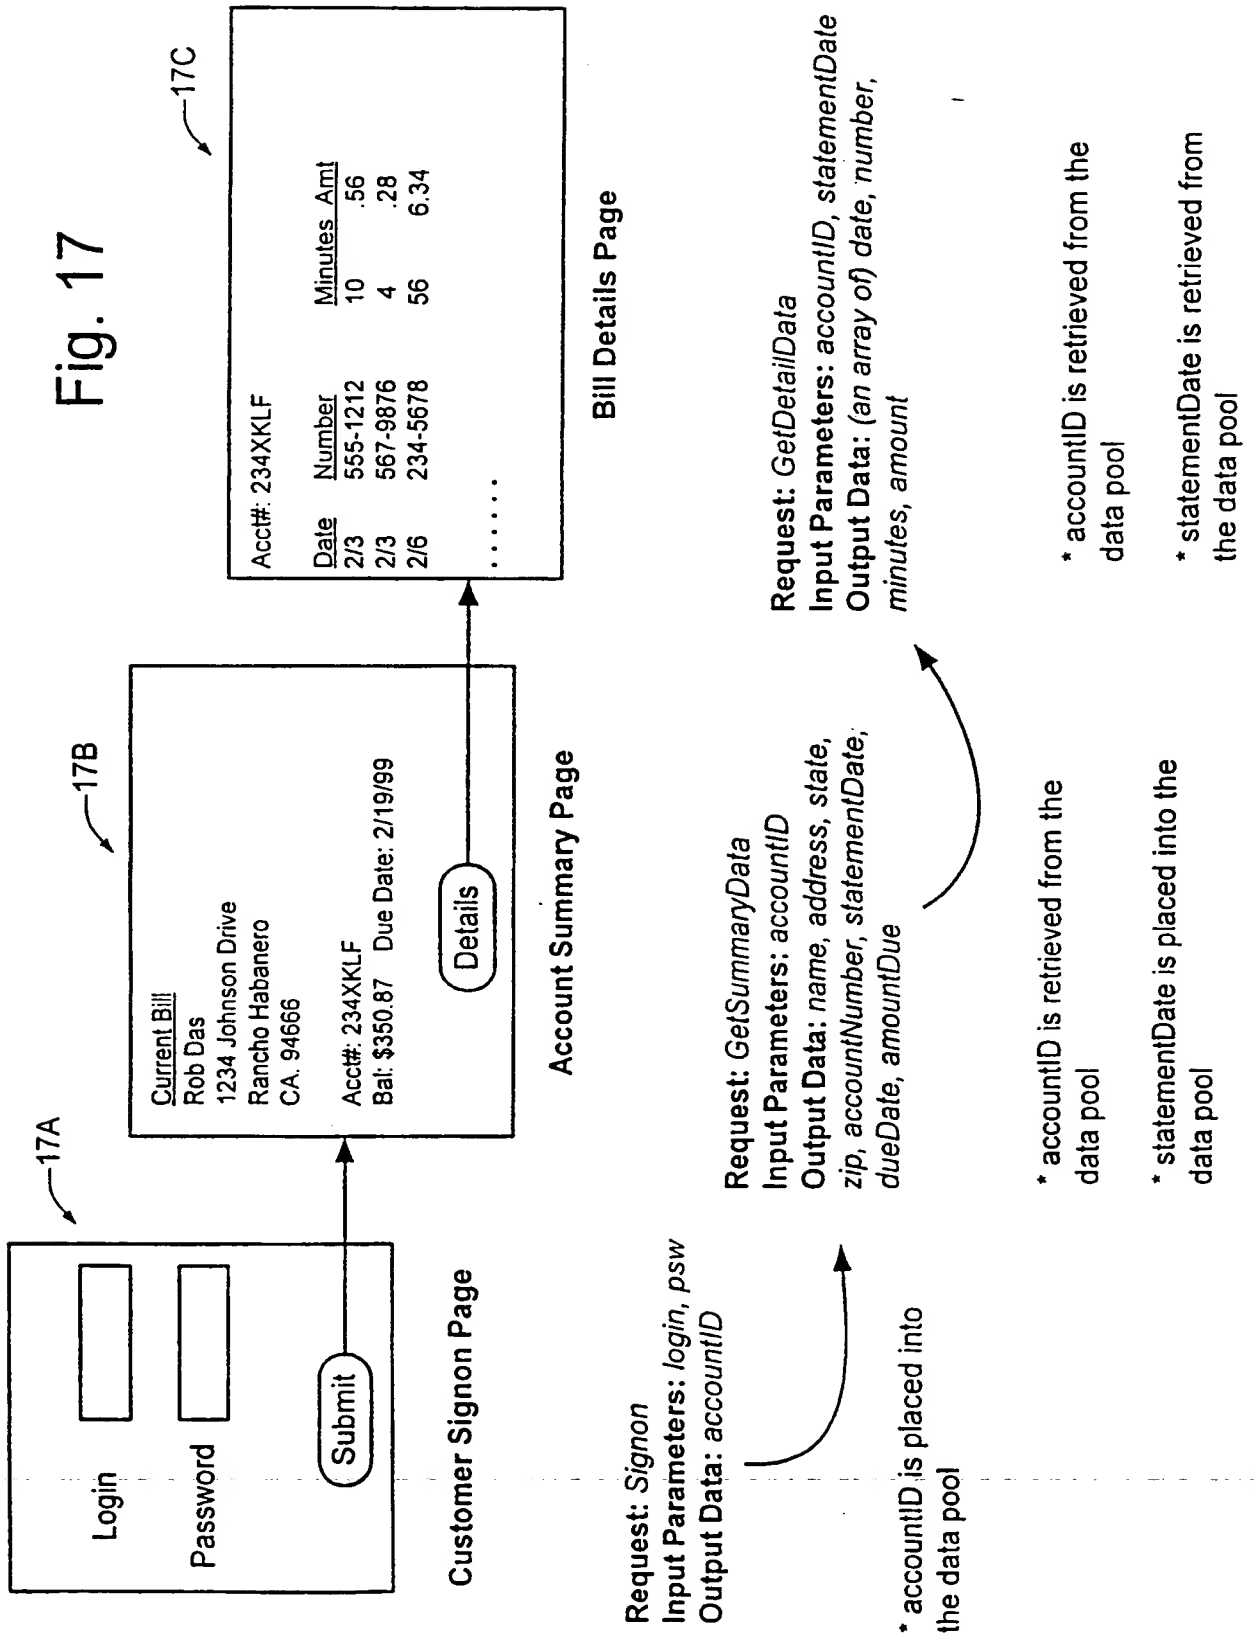 Fig. 17
17A
Login
Password
Submit
Customer Signon Page
17B
Current Bill
Rob Das
1234 Johnson Drive
Rancho Habanero
CA. 94666
Acct#: 234XKLF
Bal: $350.87 Due Date: 2/19/99
Details
Account Summary Page
17C
Acct#: 234XKLF
Date Number Minutes Amt
2/3 555-1212 10 .56
2/3 567-9876 4 .28
2/6 234-5678 56 6.34
. . . . . .
Bill Details Page
Request: Signon
Input Parameters: login, psw
Output Data: accountID
* accountID is placed into
the data pool
Request: GetSummaryData
Input Parameters: accountID
Output Data: name, address, state,
zip, accountNumber, statementDate,
dueDate, amountDue
* accountID is retrieved from the
data pool
* statementDate is placed into the
data pool
Request: GetDetailData
Input Parameters: accountID, statementDate
Output Data: (an array of) date, number,
minutes, amount
* accountID is retrieved from the
data pool
* statementDate is retrieved from
the data pool